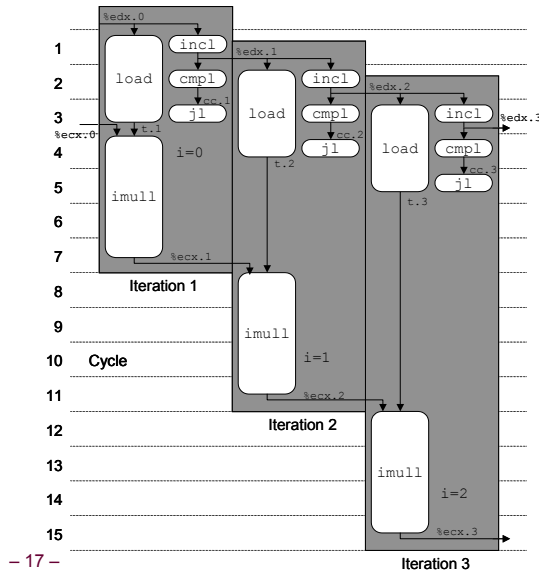 %edx.0
1
incl
%edx.1
load
2
cmpl
incl
%edx.2
cc.1
load
3
jl
cmpl
incl
%edx.3
%ecx.0
t.1
cc.2
load
4
i=0
jl
cmpl
t.2
cc.3
5
imull
jl
t.3
6
7
%ecx.1
8
Iteration 1
9
imull
10 Cycle
i=1
11
%ecx.2
12
Iteration 2
13
imull
14
i=2
15
%ecx.3
– 17 –
Iteration 3